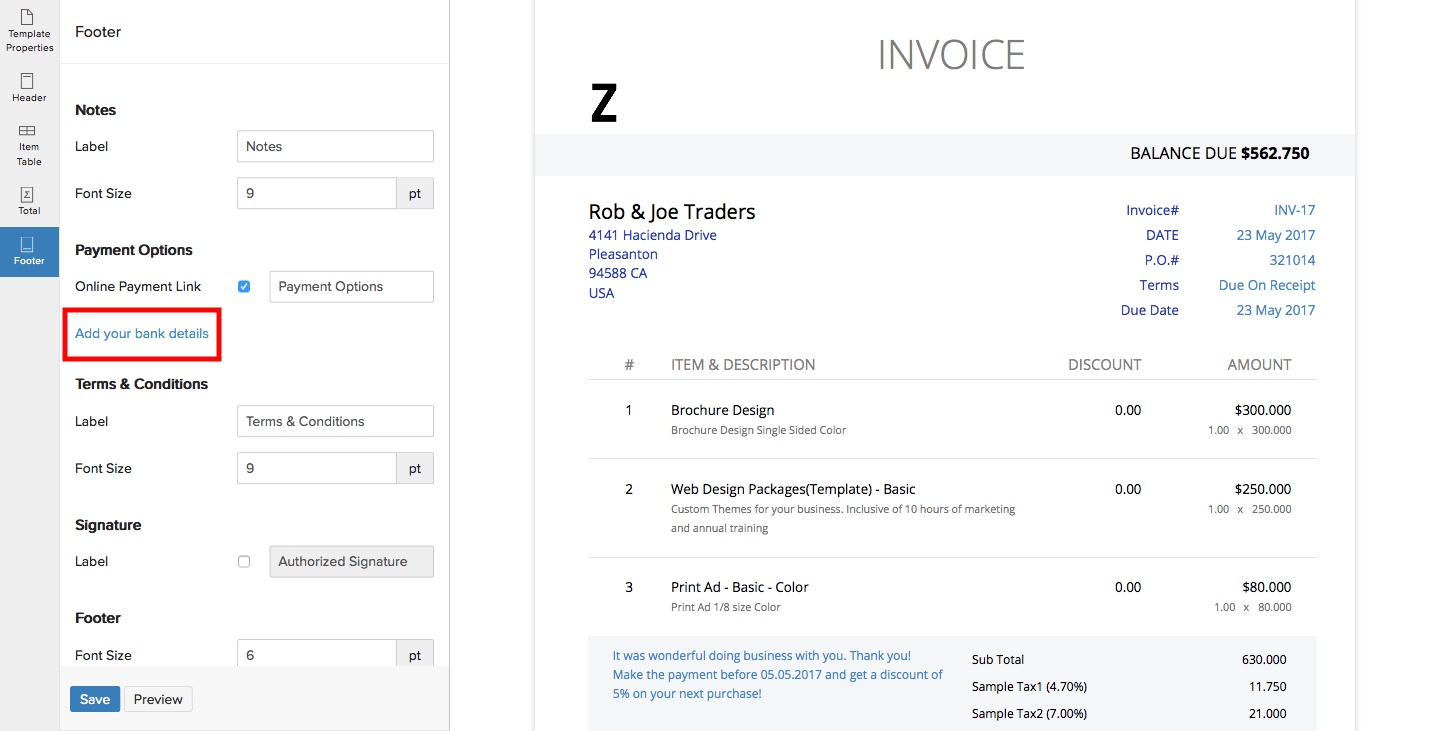 Template
Properties
Header
Item
Table
Total
Footer
Footer
Notes
Label Notes
Font Size 9 pt
Payment Options
Online Payment Link Payment Options
Add your bank details
Terms & Conditions
Label Terms & Conditions
Font Size 9 pt
Signature
Label Authorized Signature
Footer
Font Size 6 pt
Save Preview
INVOICE
Z
BALANCE DUE $562.750
Rob & Joe Traders
4141 Hacienda Drive
Pleasanton
94588 CA
USA
Invoice# INV-17
DATE 23 May 2017
P.O.# 321014
Terms Due On Receipt
Due Date 23 May 2017
# ITEM & DESCRIPTION DISCOUNT AMOUNT
1 Brochure Design 0.00 $300.000
Brochure Design Single Sided Color 1.00 x 300.000
2 Web Design Packages(Template) - Basic 0.00 $250.000
Custom Themes for your business. Inclusive of 10 hours of marketing 1.00 x 250.000
and annual training
3 Print Ad - Basic - Color 0.00 $80.000
Print Ad 1/8 size Color 1.00 x 80.000
It was wonderful doing business with you. Thank you!
Make the payment before 05.05.2017 and get a discount of
5% on your next purchase!
Sub Total 630.000
Sample Tax1 (4.70%) 11.750
Sample Tax2 (7.00%) 21.000